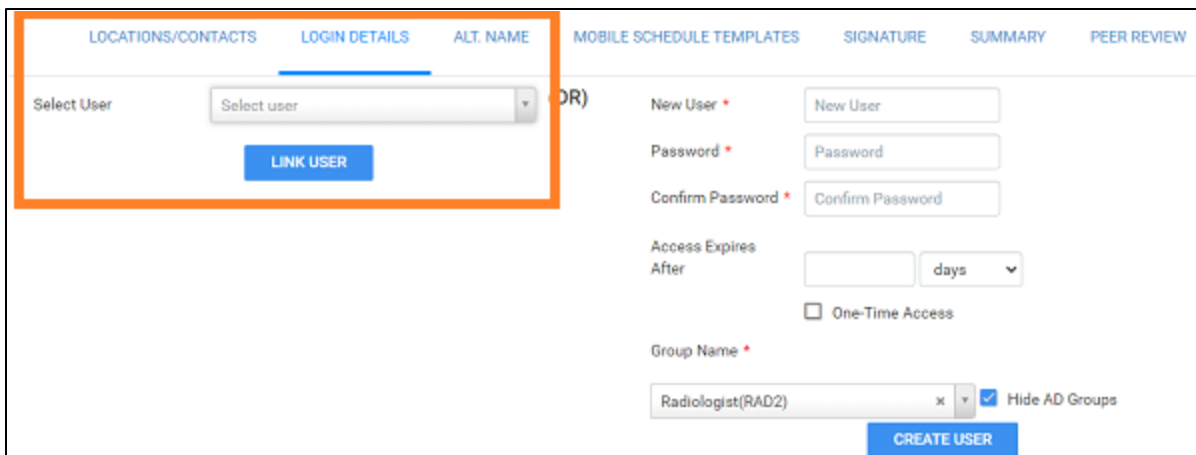 LOCATIONS/CONTACTS LOGIN DETAILS ALT. NAME MOBILE SCHEDULE TEMPLATES SIGNATURE SUMMARY PEER REVIEW
Select User Select user
LINK USER
OR)
New User * New User
Password * Password
Confirm Password * Confirm Password
Access Expires
After days
One-Time Access
Group Name *
Radiologist(RAD2) × Hide AD Groups
CREATE USER